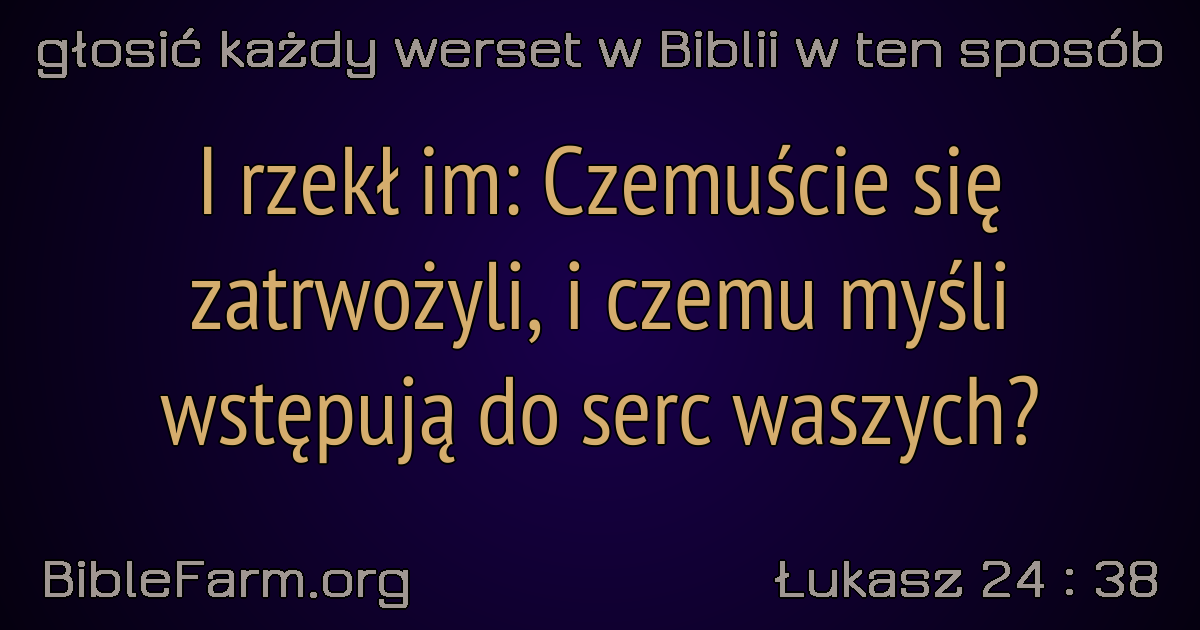 głosić każdy werset w Biblii w ten sposób
I rzekł im: Czemuście się
zatrwożyli, i czemu myśli
wstępują do serc waszych?
BibleFarm.org
Łukasz 24 : 38